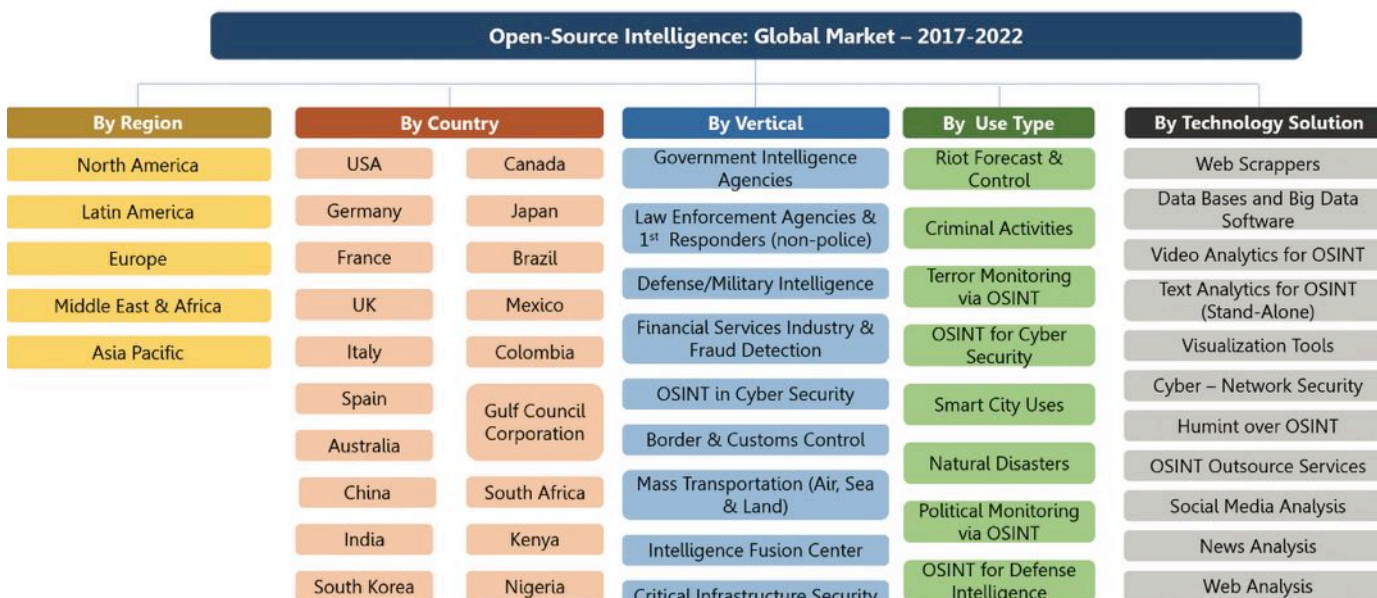 Open-Source Intelligence: Global Market – 2017-2022
By Region
North America
Latin America
Europe
Middle East & Africa
Asia Pacific
By Country
USA
Canada
Germany
Japan
France
Brazil
UK
Mexico
Italy
Colombia
Spain
Gulf Council
Corporation
Australia
China
South Africa
India
Kenya
South Korea
Nigeria
By Vertical
Government Intelligence
Agencies
Law Enforcement Agencies &
1st Responders (non-police)
Defense/Military Intelligence
Financial Services Industry &
Fraud Detection
OSINT in Cyber Security
Border & Customs Control
Mass Transportation (Air, Sea
& Land)
Intelligence Fusion Center
Critical Infrastructure Security
By Use Type
Riot Forecast &
Control
Criminal Activities
Terror Monitoring
via OSINT
OSINT for Cyber
Security
Smart City Uses
Natural Disasters
Political Monitoring
via OSINT
OSINT for Defense
Intelligence
By Technology Solution
Web Scrappers
Data Bases and Big Data
Software
Video Analytics for OSINT
Text Analytics for OSINT
(Stand-Alone)
Visualization Tools
Cyber – Network Security
Humint over OSINT
OSINT Outsource Services
Social Media Analysis
News Analysis
Web Analysis